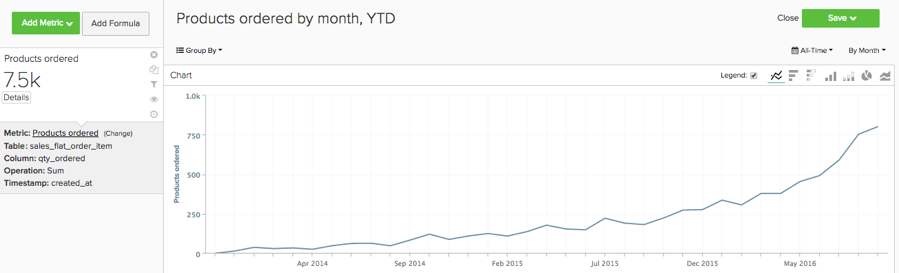 Add Metric
Add Formula
Products ordered by month, YTD
Close
Save
Products ordered
7.5k
Details
Metric: Products ordered (Change)
Table: sales_flat_order_item
Column: qty_ordered
Operation: Sum
Timestamp: created_at
Group By
All-Time
By Month
Chart
Legend:
1.0k
750
500
250
0
Products ordered
Apr 2014
Sep 2014
Feb 2015
Jul 2015
Dec 2015
May 2016